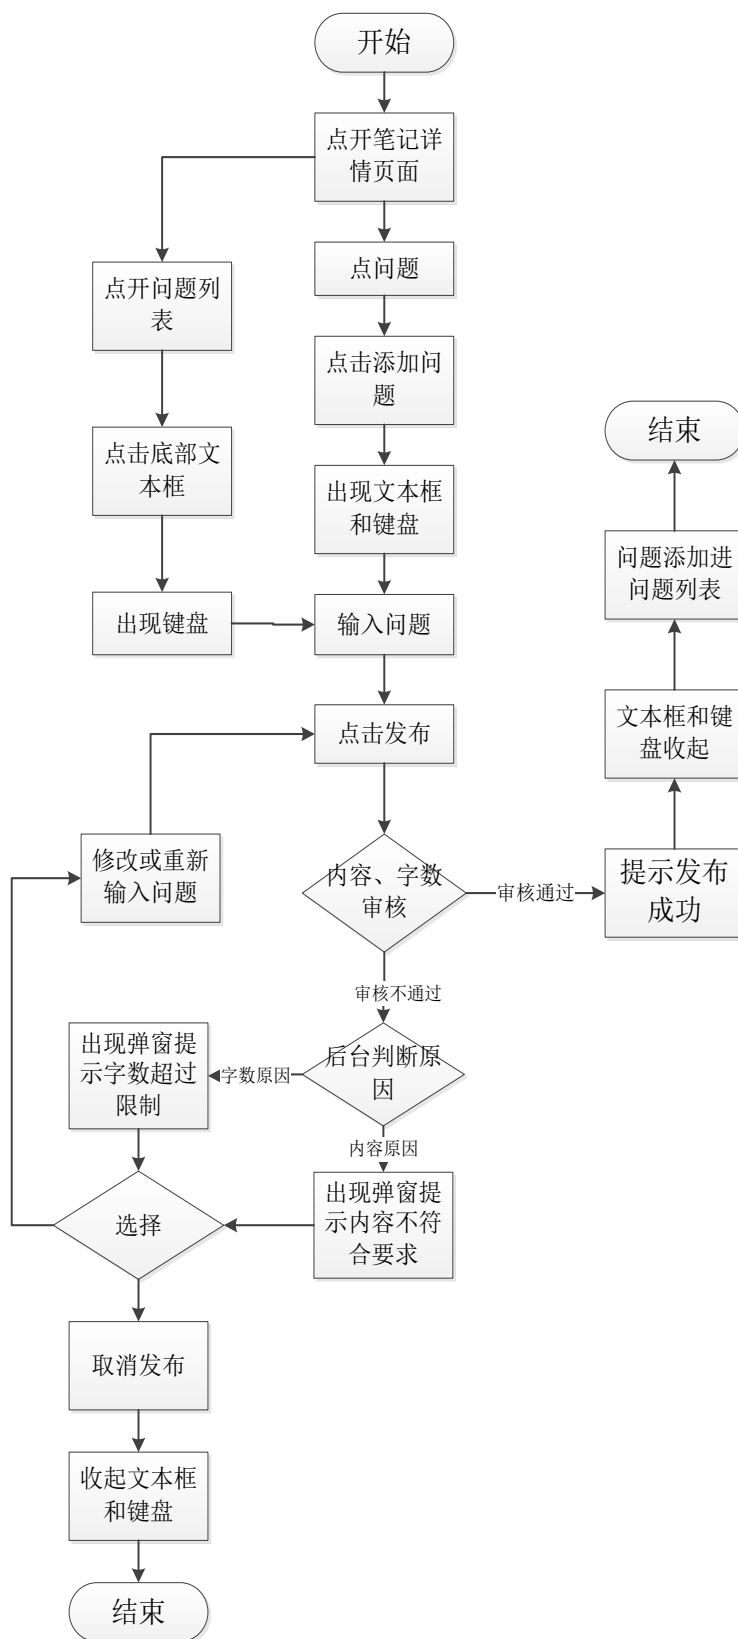 开始
点开笔记详
情页面
点问题
点开问题列
表
点击添加问
题
点击底部文
本框
出现文本框
和键盘
出现键盘
输入问题
点击发布
修改或重新
输入问题
内容、字数
审核
审核通过
提示发布
成功
文本框和键
盘收起
问题添加进
问题列表
结束
审核不通过
后台判断原
因
字数原因
出现弹窗提
示字数超过
限制
内容原因
出现弹窗提
示内容不符
合要求
选择
取消发布
收起文本框
和键盘
结束